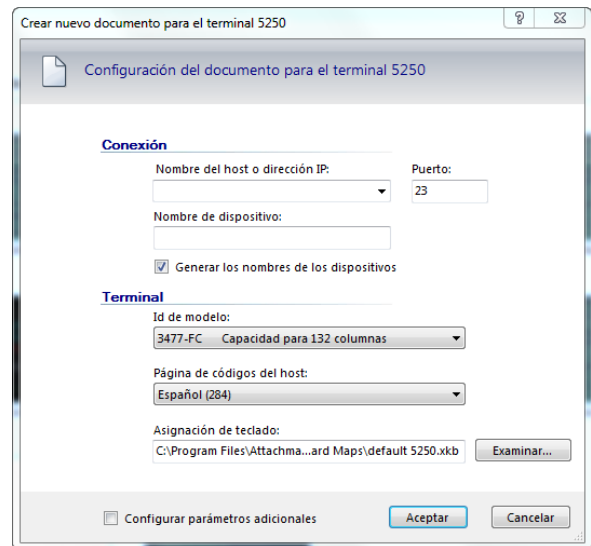 Crear nuevo documento para el terminal 5250
Configuración del documento para el terminal 5250
Conexión
Nombre del host o dirección IP:
Puerto:
23
Nombre de dispositivo:
Generar los nombres de los dispositivos
Terminal
Id de modelo:
3477-FC Capacidad para 132 columnas
Página de códigos del host:
Español (284)
Asignación de teclado:
C:\Program Files\Attachma...ard Maps\default 5250.xkb
Examinar...
Configurar parámetros adicionales
Aceptar
Cancelar